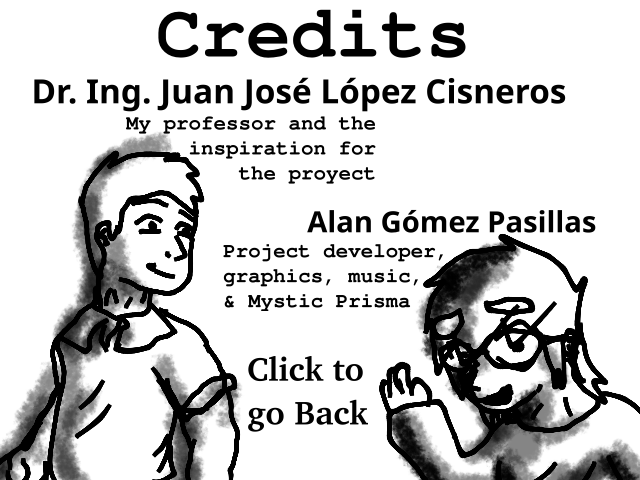 Credits
Dr. Ing. Juan José López Cisneros
My professor and the
inspiration for
the proyect
Alan Gómez Pasillas
Project developer,
graphics, music,
& Mystic Prisma
Click to
go Back